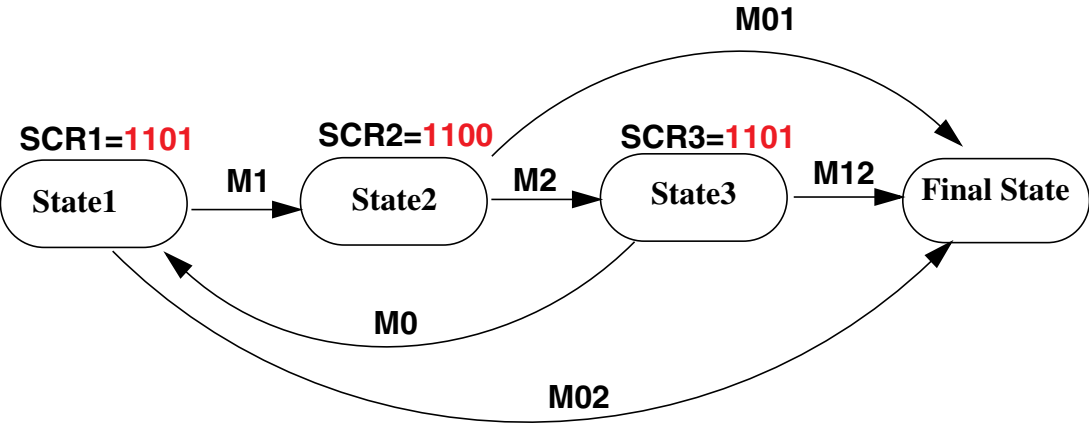 M01
SCR1=1101
SCR2=1100
SCR3=1101
State1
M1
State2
M2
State3
M12
Final State
M0
M02